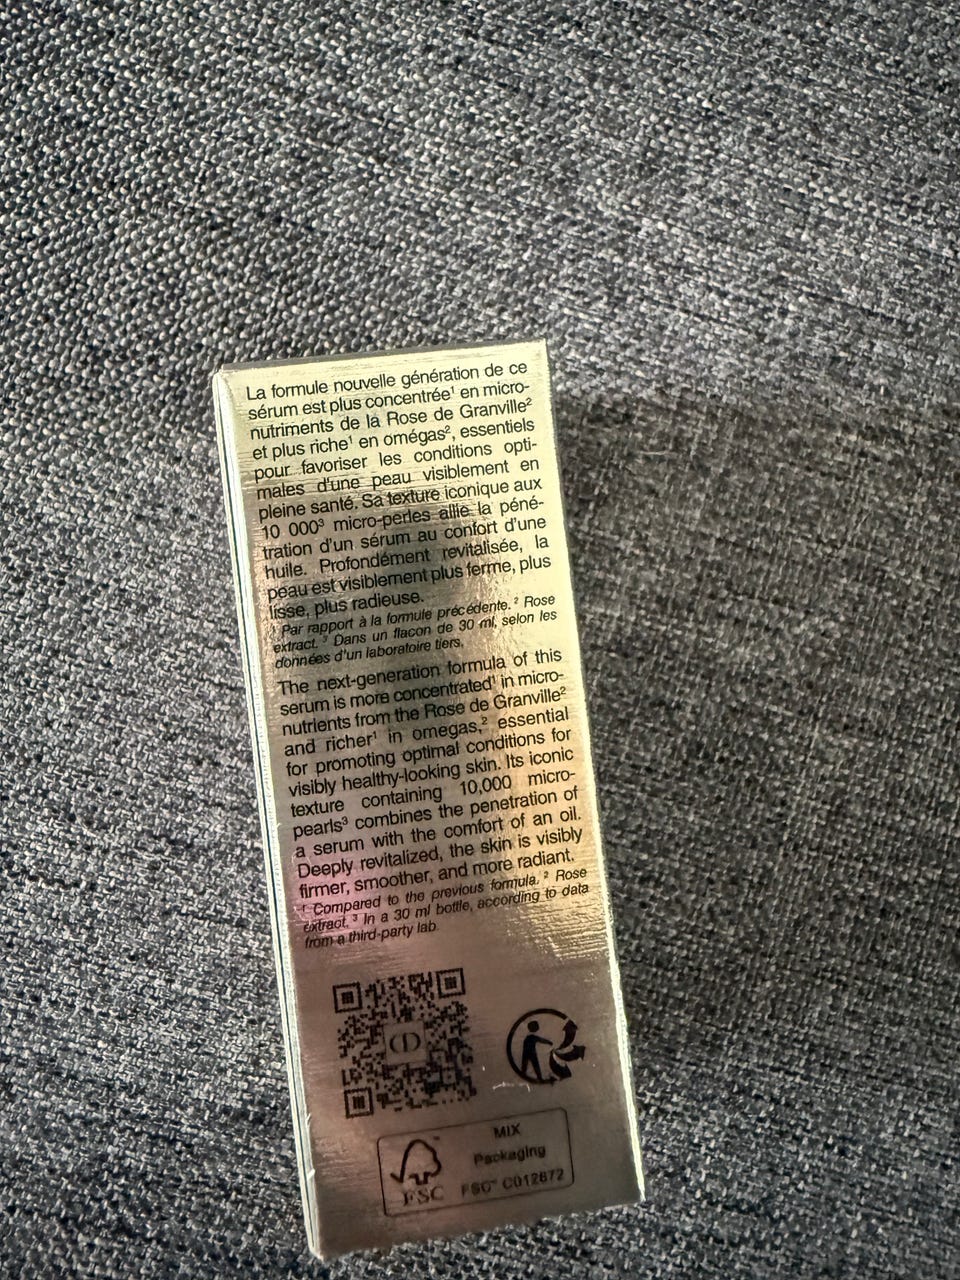 La formule nouvelle génération de ce
sérum est plus concentrée¹ en micro-
nutriments de la Rose de Granville²
et plus riche¹ en omégas², essentiels
pour favoriser les conditions opti-
males d'une peau visiblement en
pleine santé. Sa texture iconique aux
10 000³ micro-perles allie la péné-
tration d'un sérum au confort d'une
huile. Profondément revitalisée, la
peau est visiblement plus ferme, plus
lisse, plus radieuse.
¹ Par rapport à la formule précédente. ² Rose
extract. ³ Dans un flacon de 30 ml, selon les
données d'un laboratoire tiers.
The next-generation formula of this
serum is more concentrated¹ in micro-
nutrients from the Rose de Granville²
and richer¹ in omegas,² essential
for promoting optimal conditions for
visibly healthy-looking skin. Its iconic
texture containing 10,000 micro-
pearls³ combines the penetration of
a serum with the comfort of an oil.
Deeply revitalized, the skin is visibly
firmer, smoother, and more radiant.
¹ Compared to the previous formula. ² Rose
extract. ³ In a 30 ml bottle, according to data
from a third-party lab.
CD
MIX
Packaging
FSC
FSC™ C012872